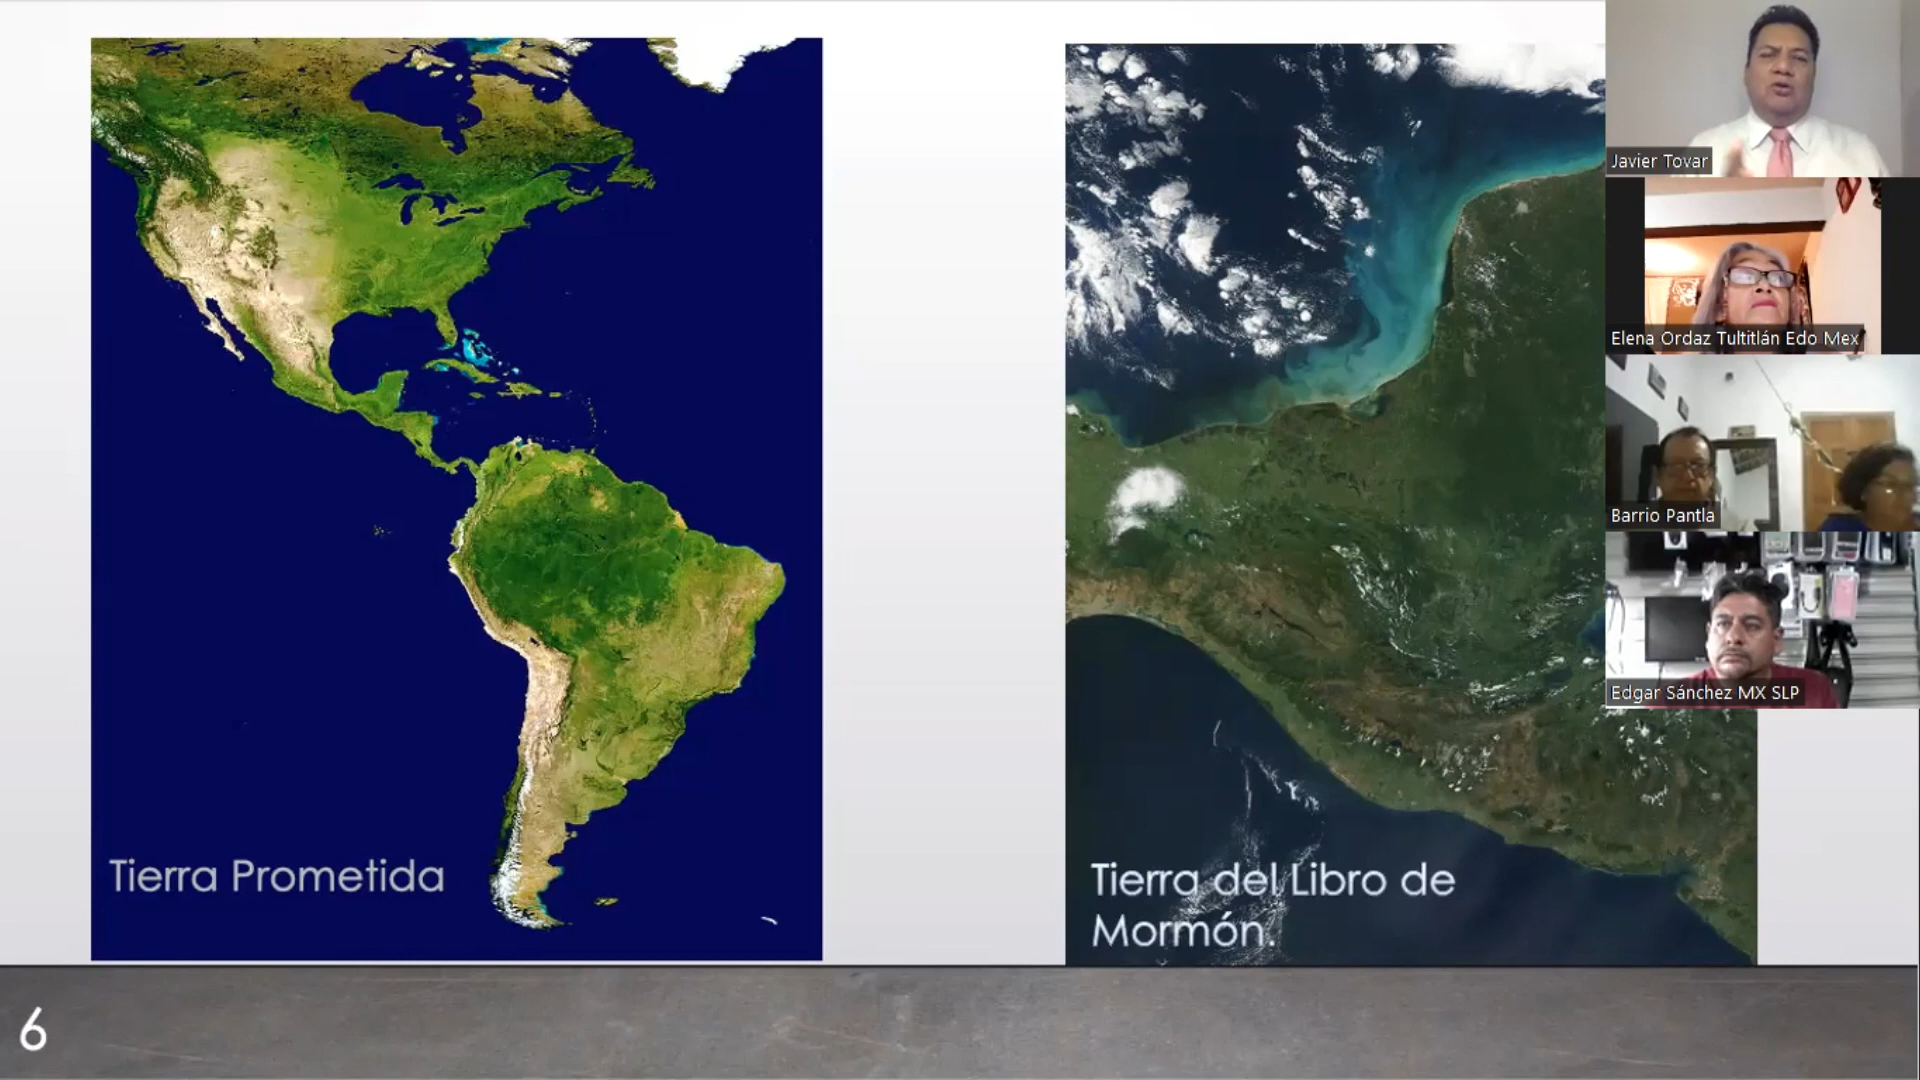 Tierra Prometida
Tierra del Libro de
Mormón.
6
Javier Tovar
Elena Ordaz Tultitlán Edo Mex
Barrio Pantla
Edgar Sánchez MX SLP